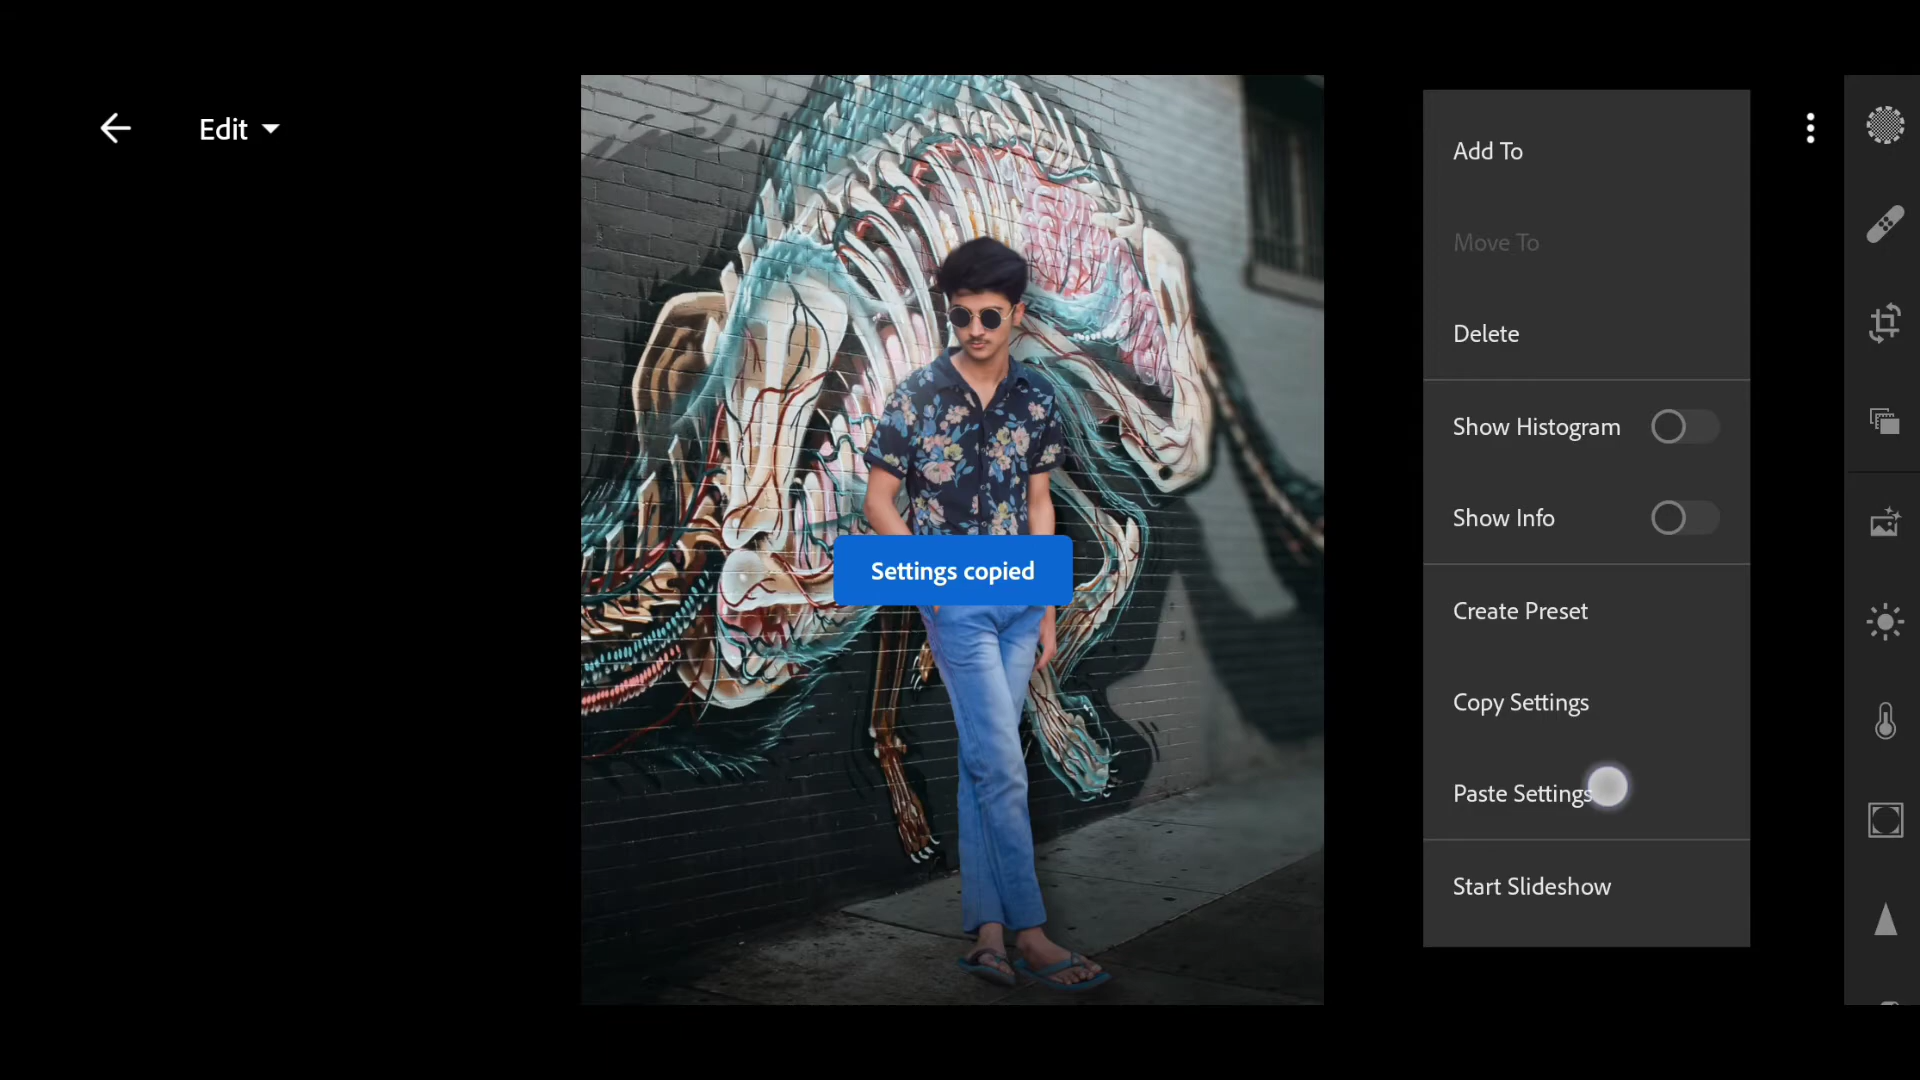 Edit
Add To
Move To
Delete
Show Histogram
Show Info
Settings copied
Create Preset
Copy Settings
Paste Settings
Start Slideshow